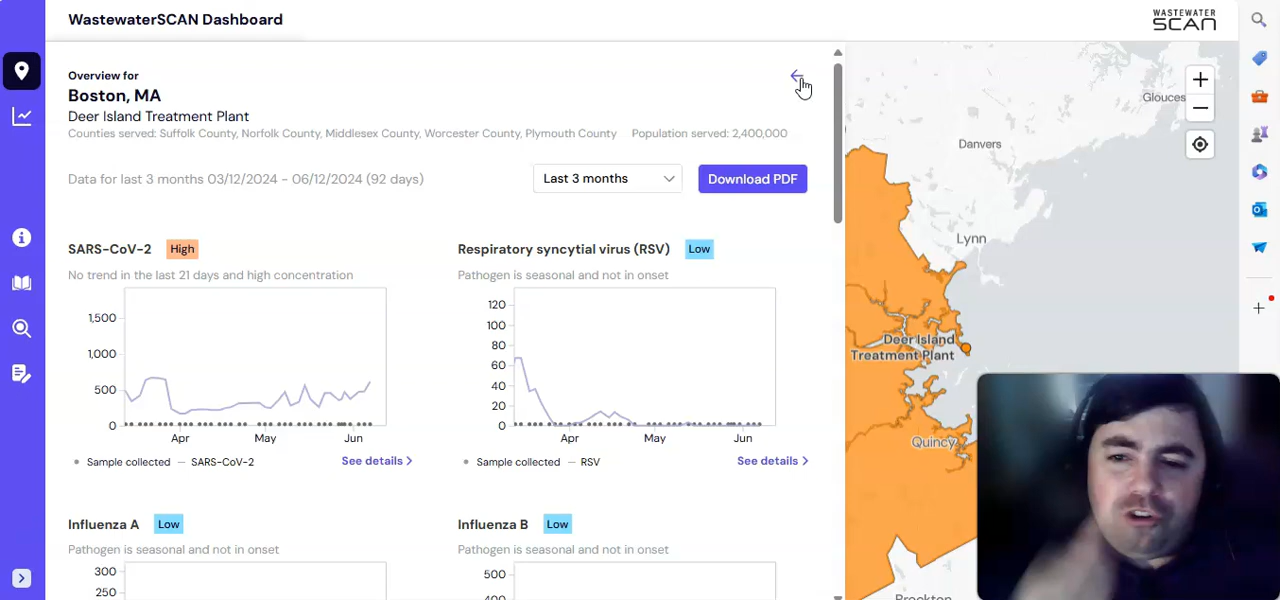 WastewaterSCAN Dashboard
WASTEWATER
SCAN
Overview for
Boston, MA
Deer Island Treatment Plant
Counties served: Suffolk County, Norfolk County, Middlesex County, Worcester County, Plymouth County Population served: 2,400,000
Data for last 3 months 03/12/2024 - 06/12/2024 (92 days)
Last 3 months
Download PDF
SARS-CoV-2 High
No trend in the last 21 days and high concentration
1,500
1,000
500
0
Apr May Jun
Sample collected SARS-CoV-2
See details
Respiratory syncytial virus (RSV) Low
Pathogen is seasonal and not in onset
120
100
80
60
40
20
0
Apr May Jun
Sample collected RSV
See details
Influenza A Low
Pathogen is seasonal and not in onset
300
250
Influenza B Low
Pathogen is seasonal and not in onset
500
400
Glouces
Danvers
Lynn
Deer Island
Treatment Plant
Quincy
Brockton